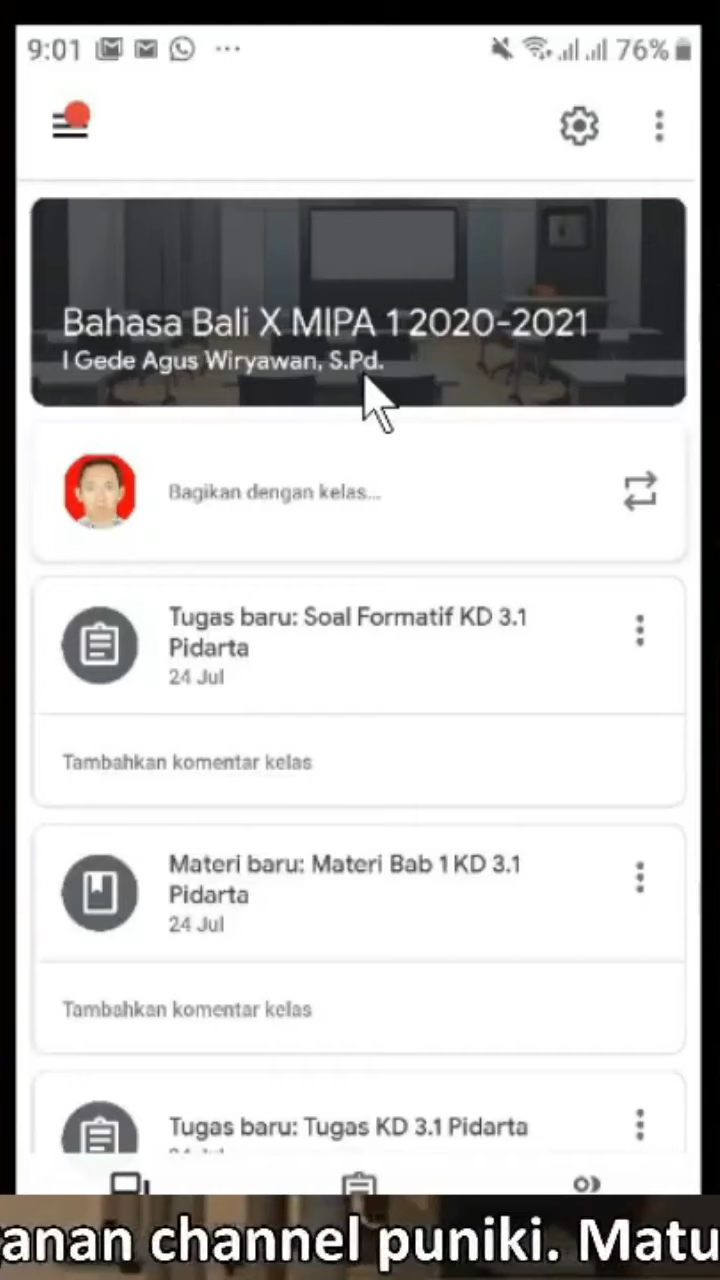 9:01 ... 76%
Bahasa Bali X MIPA 1 2020-2021
I Gede Agus Wiryawan, S.Pd.
Bagikan dengan kelas...
Tugas baru: Soal Formatif KD 3.1
Pidarta
24 Jul
Tambahkan komentar kelas
Materi baru: Materi Bab 1 KD 3.1
Pidarta
24 Jul
Tambahkan komentar kelas
Tugas baru: Tugas KD 3.1 Pidarta
anan channel puniki. Matu